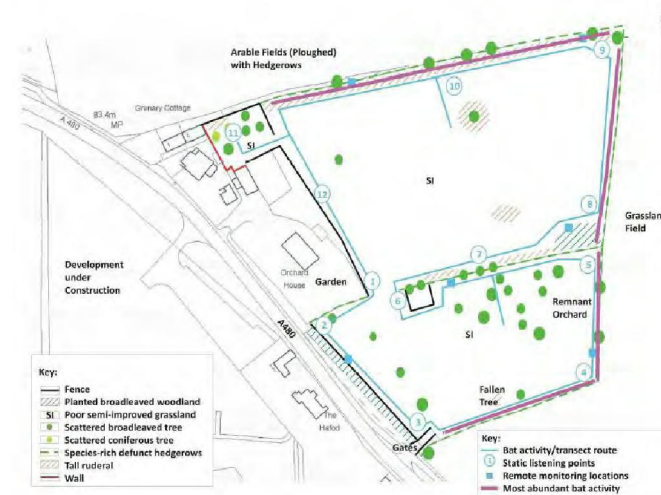 Arable Fields (Ploughed)
with Hedgerows
9
10
Granary Cottage
83.4m
MP
A 480
11
SI
12
SI
8
Grassland
Field
7
5
Development
under
Construction
Orchard
House
Garden
1
6
Remnant
Orchard
2
SI
A480
Fallen
Tree
4
The
Hafod
3
Gates
Key:
Fence
Planted broadleaved woodland
SI Poor semi-improved grassland
Scattered broadleaved tree
Scattered coniferous tree
Species-rich defunct hedgerows
Tall ruderal
Wall
Key:
Bat activity/transect route
1 Static listening points
Remote monitoring locations
Most abundant bat activity